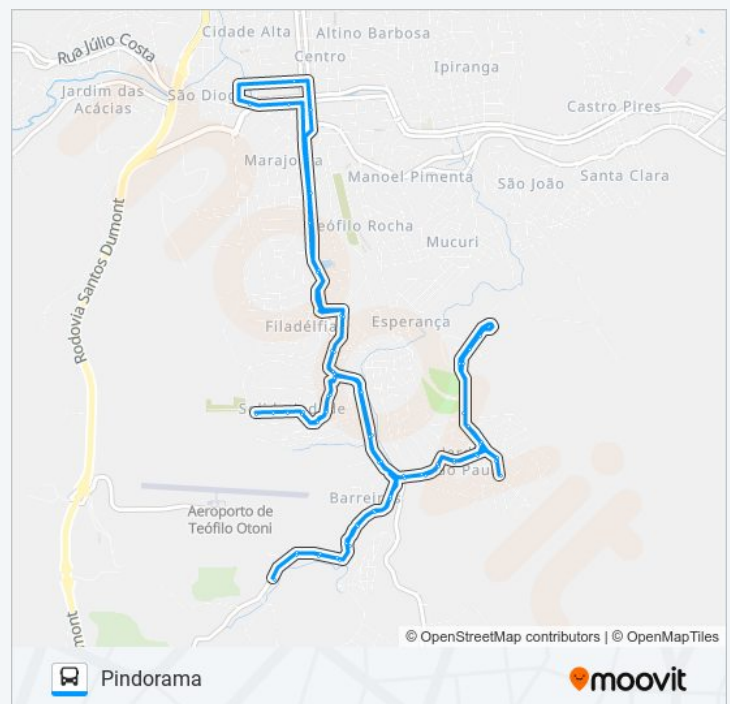 Cidade Alta
Altino Barbosa
Rua Júlio Costa
Centro
Ipiranga
Jardim das
Acácias
São Diog
Castro Pires
Marajoara
Manoel Pimenta
São João
Santa Clara
Teófilo Rocha
Mucuri
Rodovia Santos Dumont
Filadélfia
Esperança
Barreiras
Aeroporto de
Teófilo Otoni
mont
© OpenStreetMap contributors | © OpenMapTiles
Pindorama
moovit